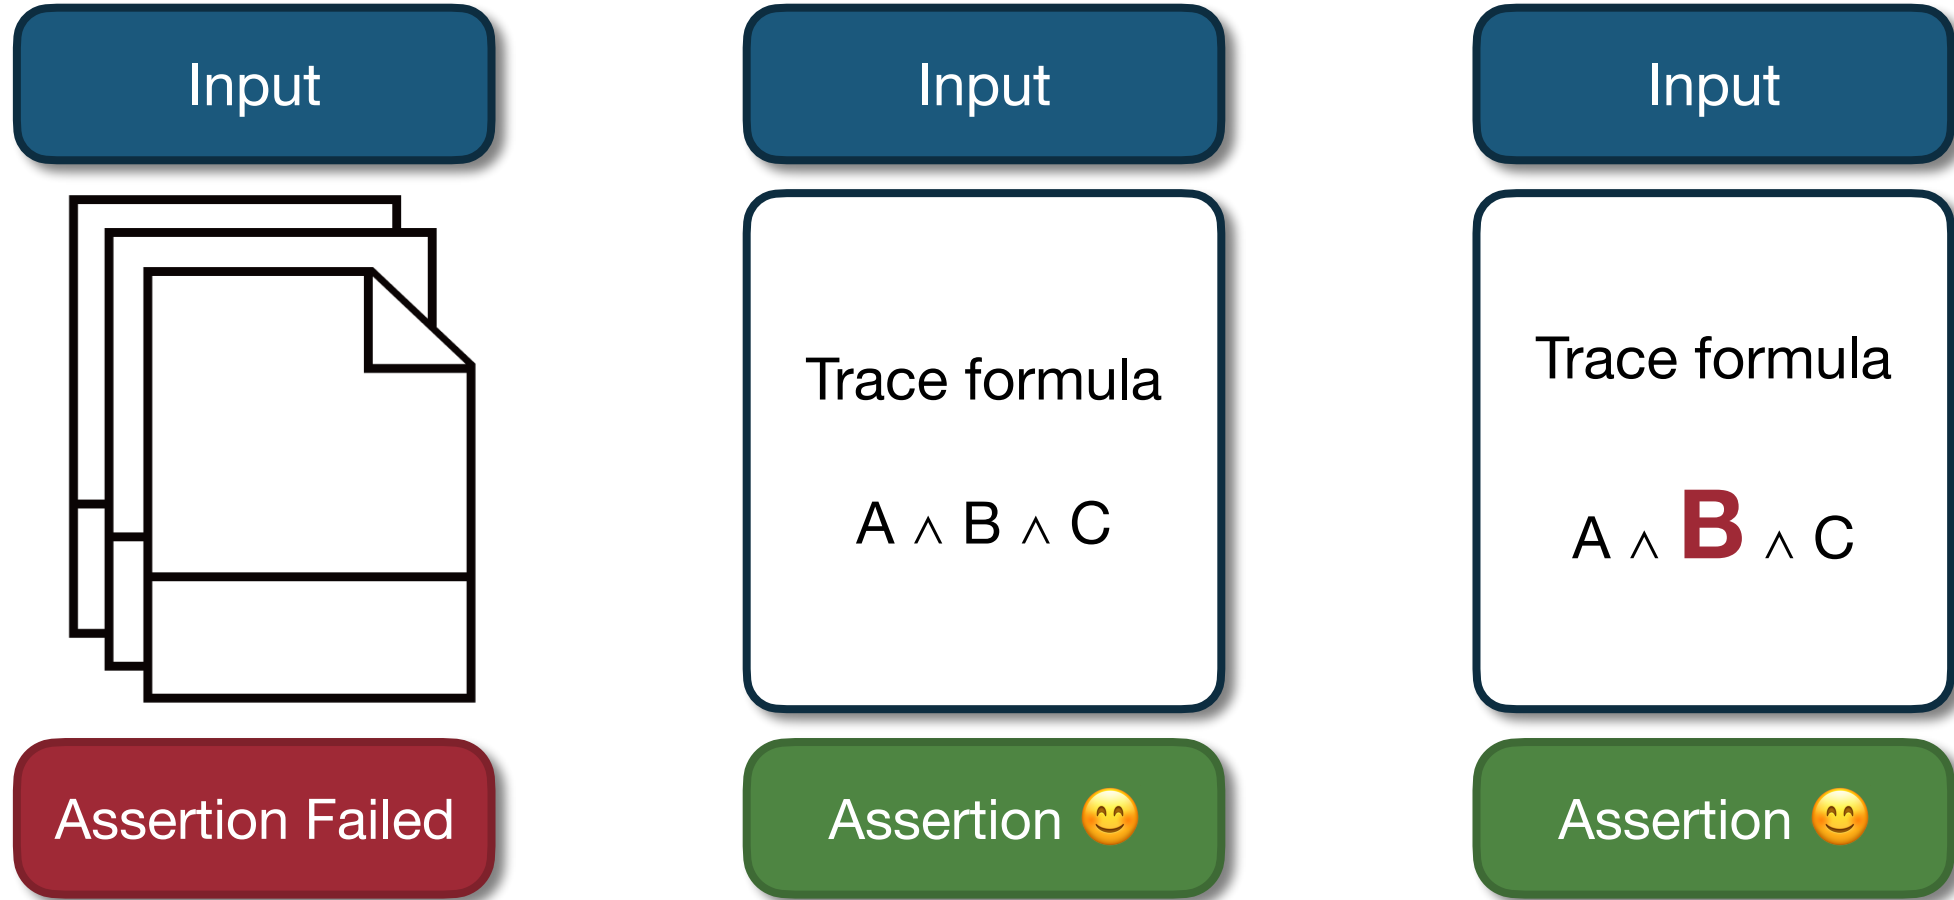 Input
Assertion Failed
Input
Trace formula
A ∧ B ∧ C
Assertion 😊
Input
Trace formula
A ∧ B ∧ C
Assertion 😊